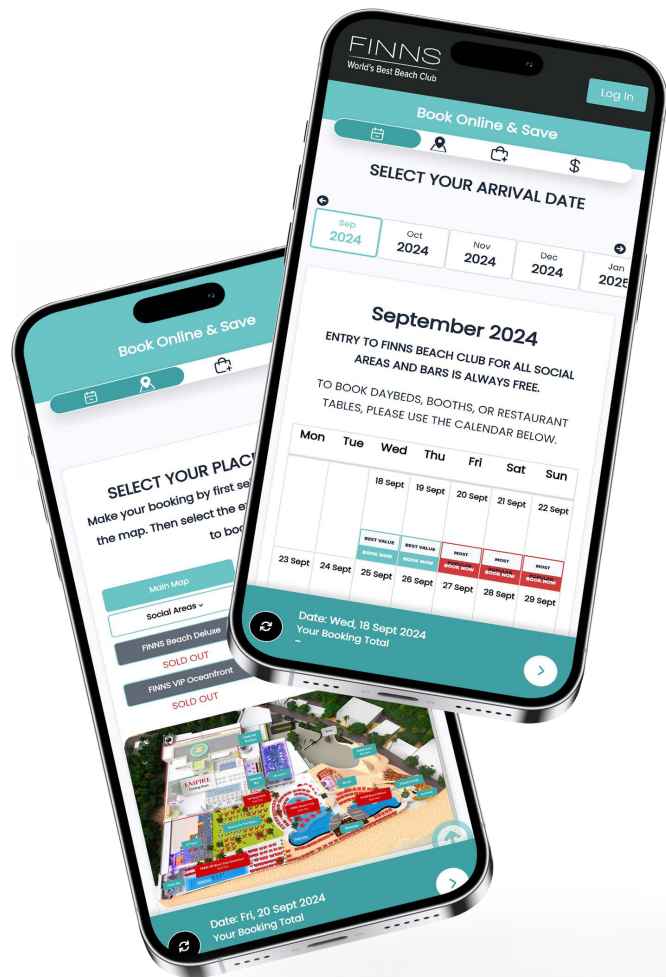 FINNS
World's Best Beach Club
Log In
Book Online & Save
$
SELECT YOUR ARRIVAL DATE
Sep
2024
Oct
2024
Nov
2024
Dec
2024
Jan
2025
September 2024
ENTRY TO FINNS BEACH CLUB FOR ALL SOCIAL
AREAS AND BARS IS ALWAYS FREE.
TO BOOK DAYBEDS, BOOTHS, OR RESTAURANT
TABLES, PLEASE USE THE CALENDAR BELOW.
Mon Tue Wed Thu Fri Sat Sun
18 Sept 19 Sept 20 Sept 21 Sept 22 Sept
BEST VALUE BEST VALUE MOST MOST MOST
BOOK NOW BOOK NOW BOOK NOW BOOK NOW BOOK NOW
23 Sept 24 Sept 25 Sept 26 Sept 27 Sept 28 Sept 29 Sept
Date: Wed, 18 Sept 2024
Your Booking Total
–
Book Online & Save
SELECT YOUR PLAC
Make your booking by first se
the map. Then select the e
to boo
Main Map
Social Areas
FINNS Beach Deluxe
SOLD OUT
FINNS VIP Oceanfront
SOLD OUT
EMPIRE
Date: Fri, 20 Sept 2024
Your Booking Total